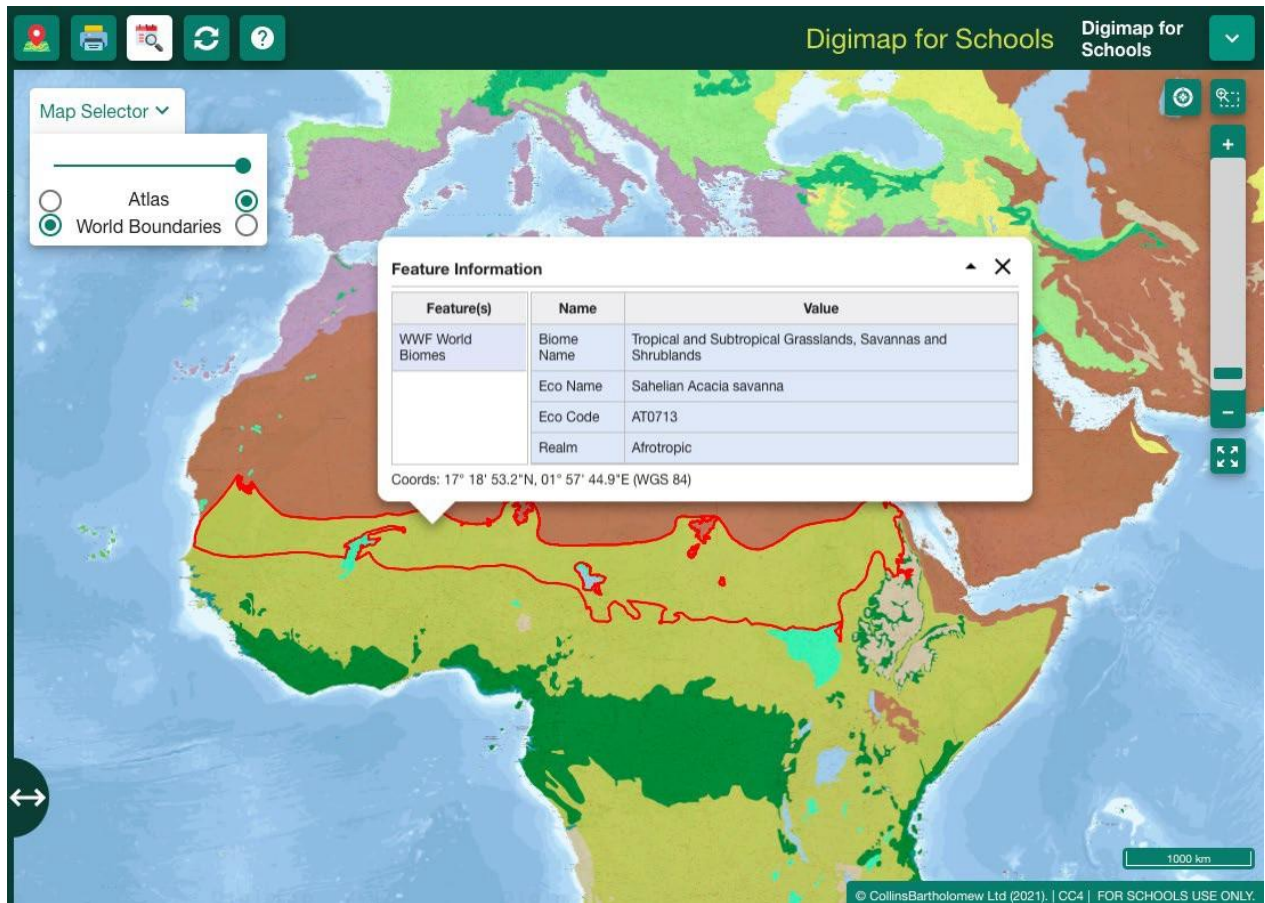 Digimap for Schools
Digimap for
Schools
Map Selector
Atlas
World Boundaries
+
−
Feature Information
Feature(s) Name Value
WWF World
Biomes
Biome
Name
Tropical and Subtropical Grasslands, Savannas and
Shrublands
Eco Name Sahelian Acacia savanna
Eco Code AT0713
Realm Afrotropic
Coords: 17° 18' 53.2"N, 01° 57' 44.9"E (WGS 84)
1000 km
© CollinsBartholomew Ltd (2021). | CC4 | FOR SCHOOLS USE ONLY.